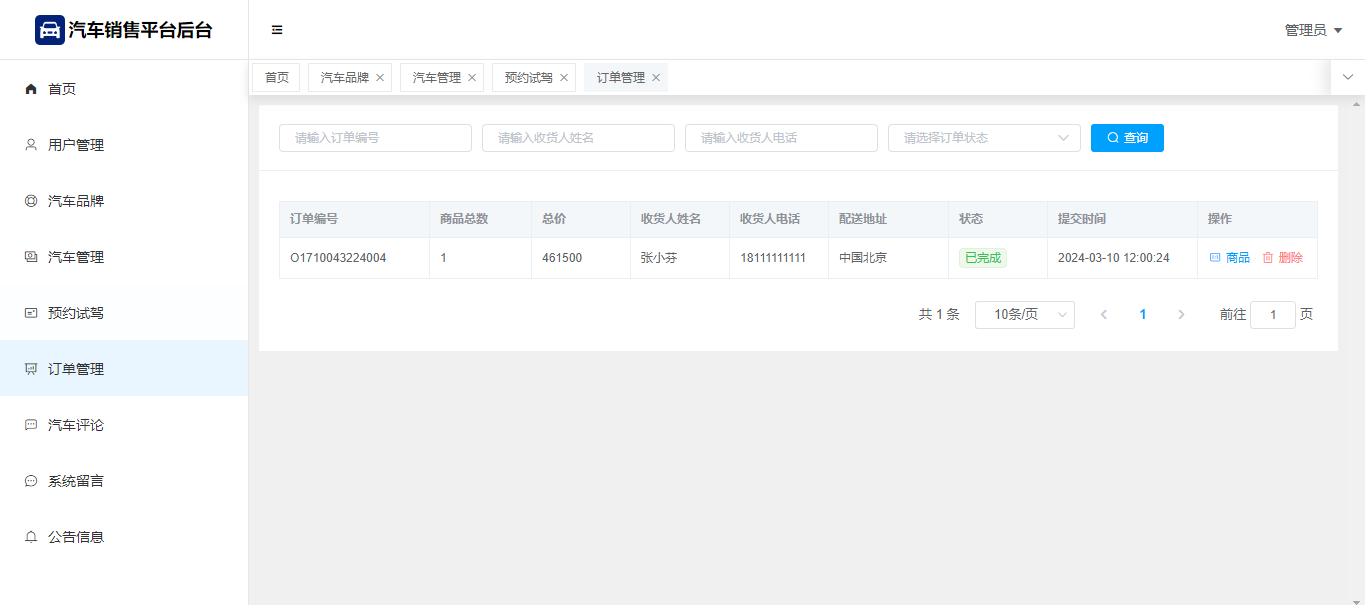 汽车销售平台后台
管理员
首页
用户管理
汽车品牌
汽车管理
预约试驾
订单管理
汽车评论
系统留言
公告信息
首页 汽车品牌 汽车管理 预约试驾 订单管理
请输入订单编号 请输入收货人姓名 请输入收货人电话 请选择订单状态 查询
订单编号 商品总数 总价 收货人姓名 收货人电话 配送地址 状态 提交时间 操作
O1710043224004 1 461500 张小芬 18111111111 中国北京 已完成 2024-03-10 12:00:24 商品 删除
共 1 条 10条/页 1 前往 1 页